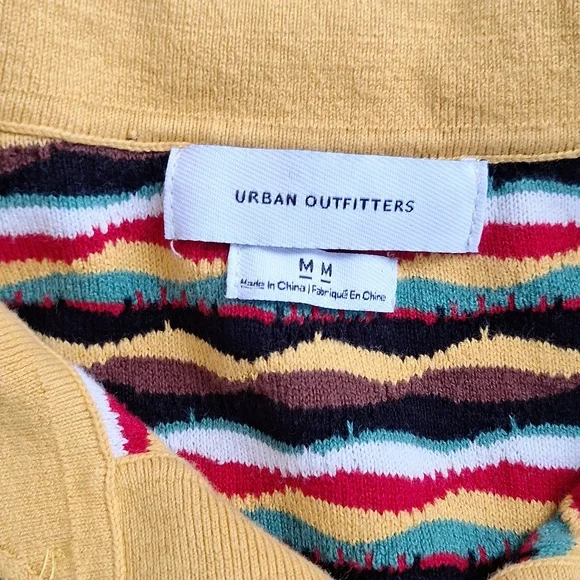 URBAN OUTFITTERS
M M
Made In China | Fabriqué En Chine